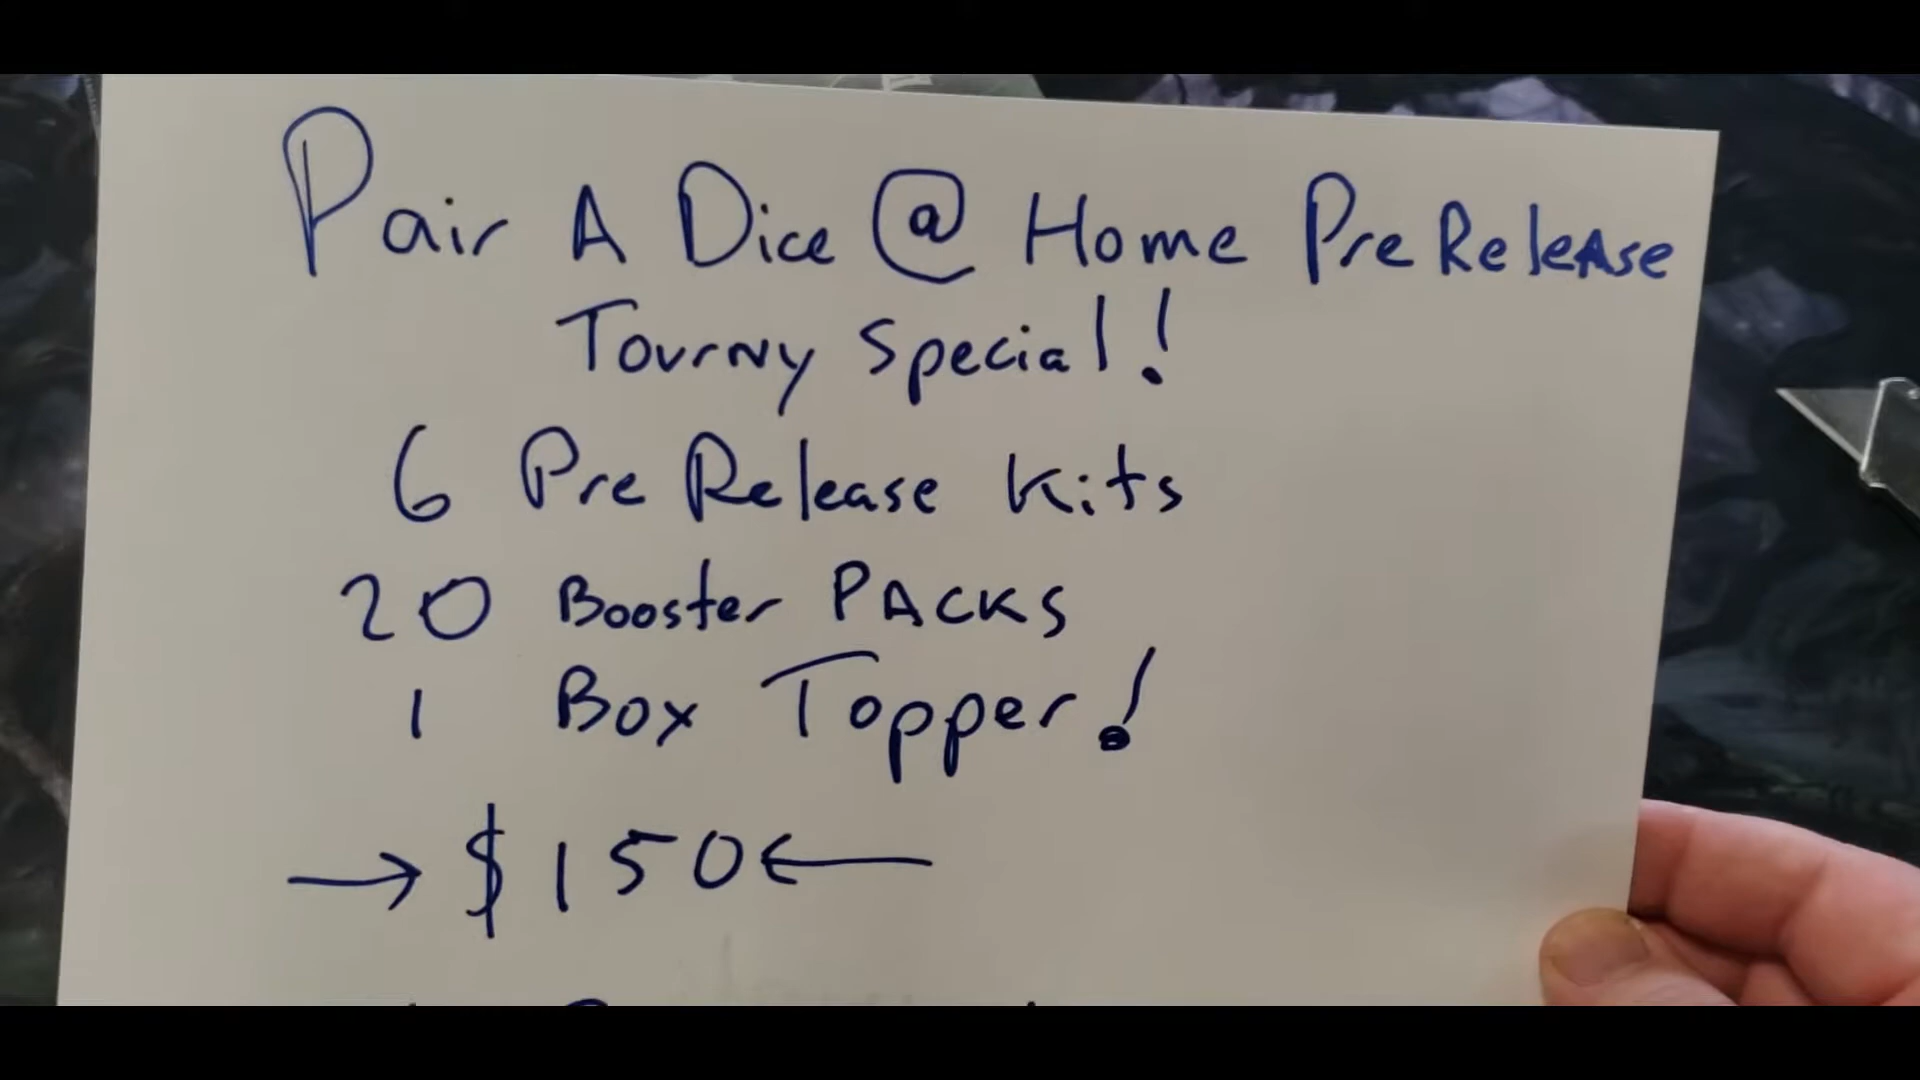 Pair A Dice @ Home PreRelease
Tourny Special!
6 PreRelease Kits
20 Booster PACKS
1 Box Topper!
→ $150 ←